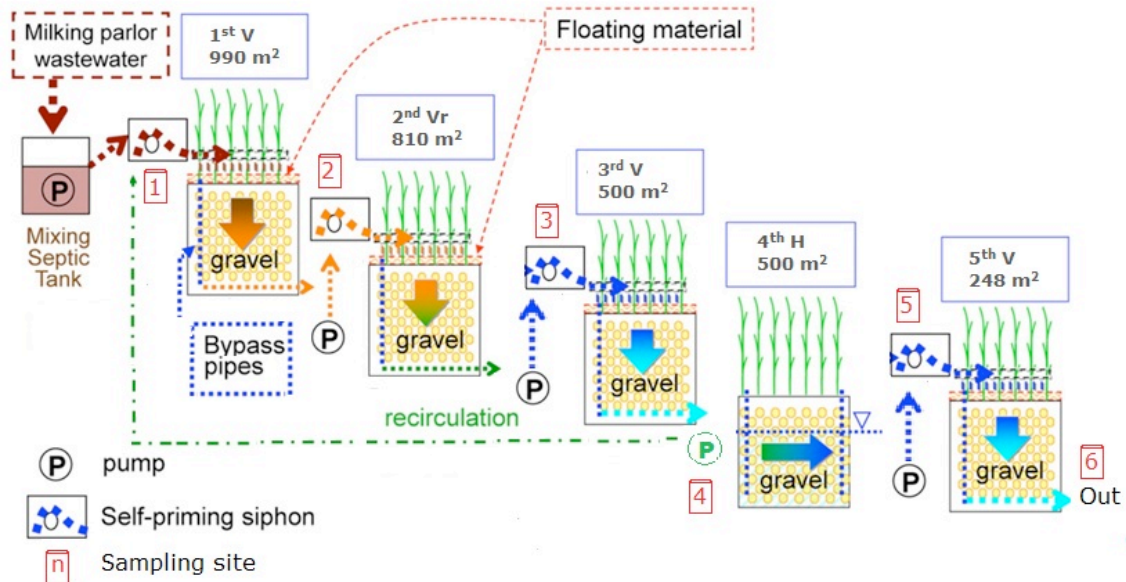 Milking parlor
wastewater
1st V
990 m2
Floating material
2nd Vr
810 m2
3rd V
500 m2
4th H
500 m2
5th V
248 m2
P
Mixing
Septic
Tank
1
gravel
2
Bypass
pipes
P
gravel
3
P
gravel
recirculation
P
4
gravel
5
P
gravel
6
Out
P pump
Self-priming siphon
n Sampling site